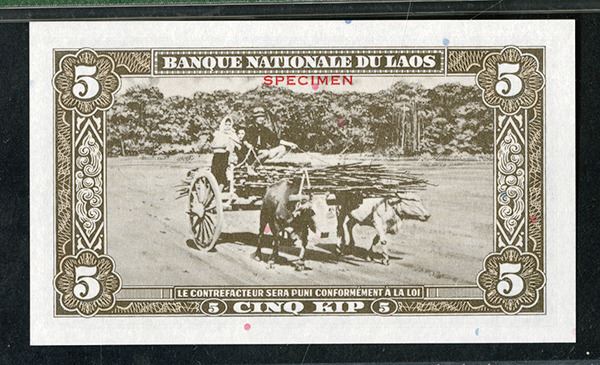 5 BANQUE NATIONALE DU LAOS 5
SPECIMEN
5 LE CONTREFACTEUR SERA PUNI CONFORMÉMENT À LA LOI 5
5 CINQ KIP 5